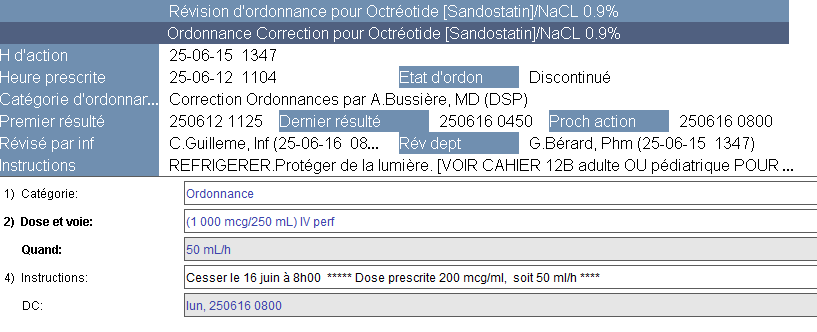 Révision d'ordonnance pour Octréotide [Sandostatin]/NaCL 0.9%
Ordonnance Correction pour Octréotide [Sandostatin]/NaCL 0.9%
H d'action 25-06-15 1347
Heure prescrite 25-06-12 1104 Etat d'ordon Discontinué
Catégorie d'ordonnar... Correction Ordonnances par A.Bussière, MD (DSP)
Premier résulté 250612 1125 Dernier résulté 250616 0450 Proch action 250616 0800
Révisé par inf C.Guilleme, Inf (25-06-16 08... Rév dept G.Bérard, Phm (25-06-15 1347)
Instructions REFRIGERER.Protéger de la lumière. [VOIR CAHIER 12B adulte OU pédiatrique POUR ...
1) Catégorie: Ordonnance
2) Dose et voie: (1 000 mcg/250 mL) IV perf
Quand: 50 mL/h
4) Instructions: Cesser le 16 juin à 8h00 ***** Dose prescrite 200 mcg/ml, soit 50 ml/h ****
DC: lun, 250616 0800